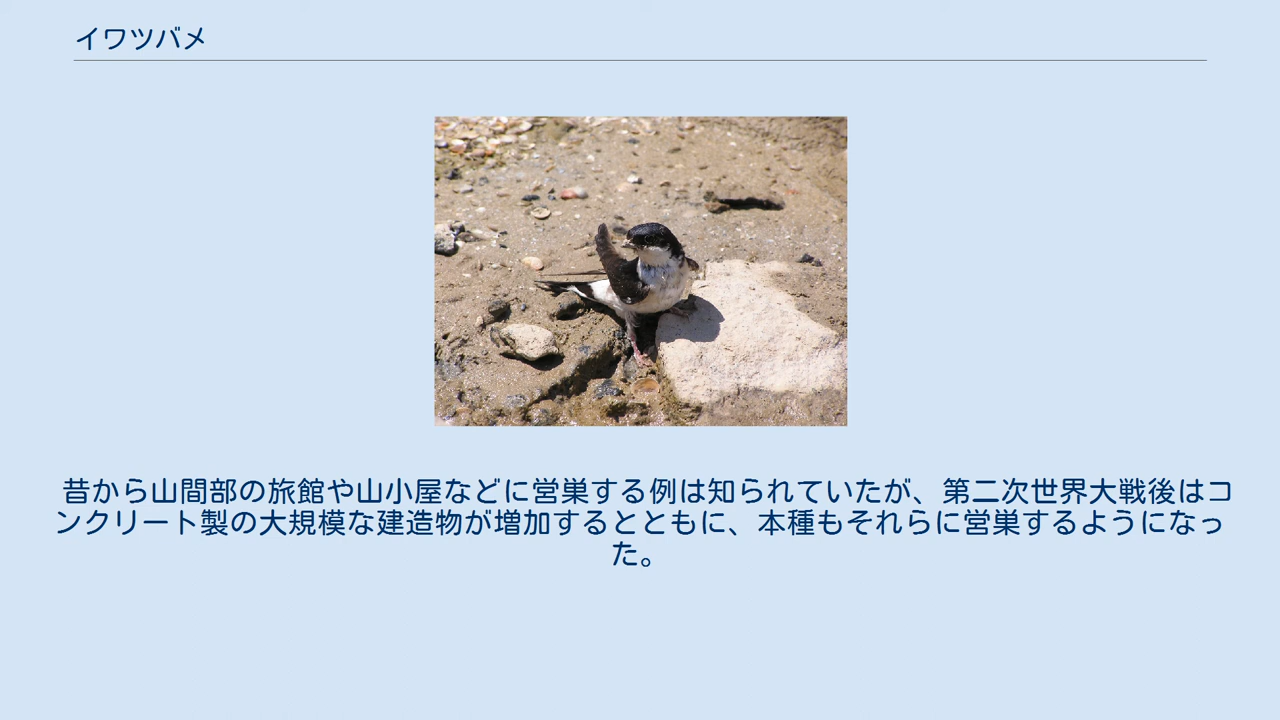 イワツバメ
昔から山間部の旅館や山小屋などに営巣する例は知られていたが、第二次世界大戦後はコ
ンクリート製の大規模な建造物が増加するとともに、本種もそれらに営巣するようになっ
た。